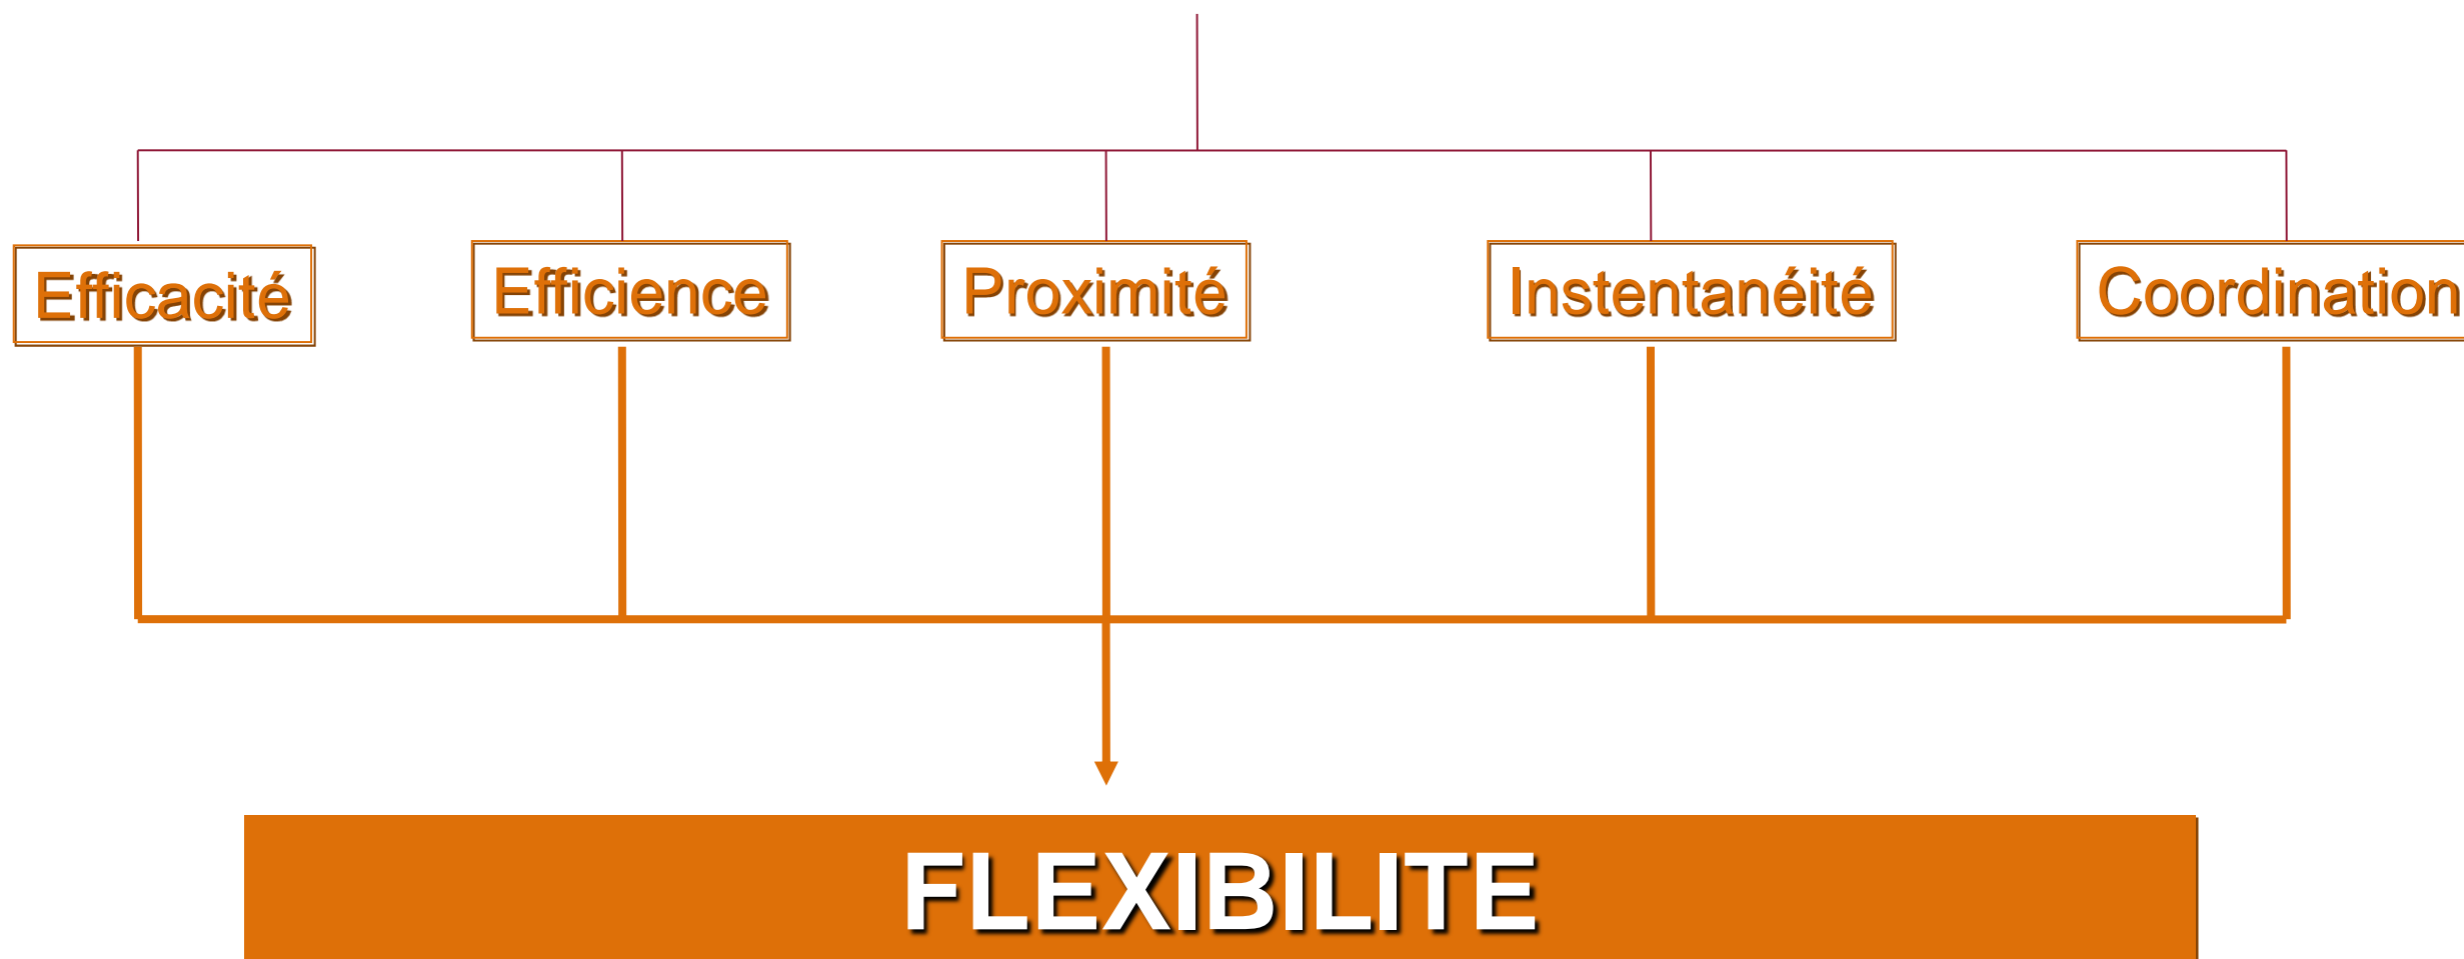 Efficacité
Efficience
Proximité
Instentanéité
Coordination
FLEXIBILITE